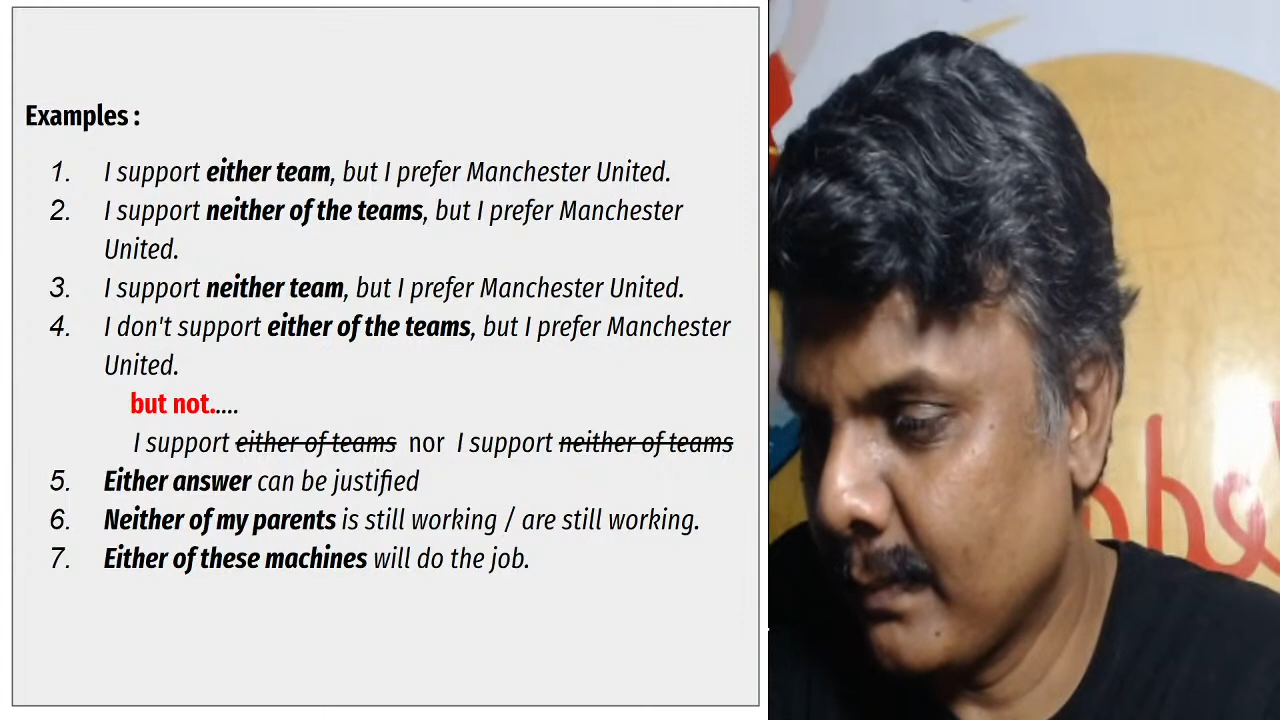 Examples :
1. I support either team, but I prefer Manchester United.
2. I support neither of the teams, but I prefer Manchester
United.
3. I support neither team, but I prefer Manchester United.
4. I don't support either of the teams, but I prefer Manchester
United.
but not.....
I support either of teams nor I support neither of teams
5. Either answer can be justified
6. Neither of my parents is still working / are still working.
7. Either of these machines will do the job.